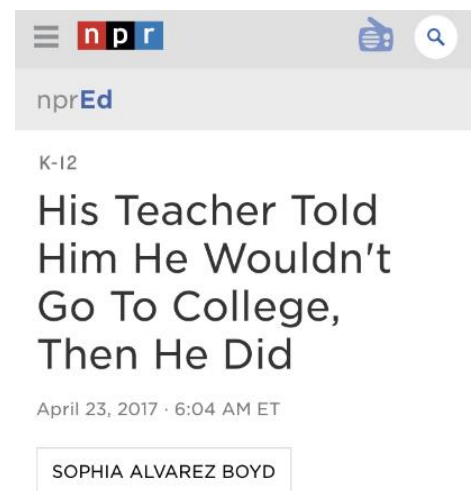 npr
nprEd
K-12
His Teacher Told
Him He Wouldn't
Go To College,
Then He Did
April 23, 2017 · 6:04 AM ET
SOPHIA ALVAREZ BOYD